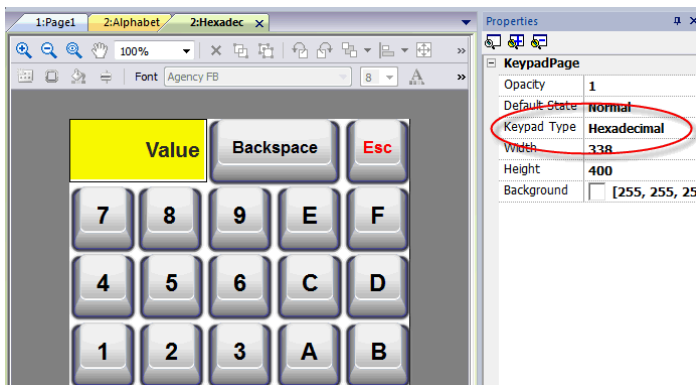 1:Page1 2:Alphabet 2:Hexadec x
100%
Font Agency FB 8 A
Value Backspace Esc
7 8 9 E F
4 5 6 C D
1 2 3 A B
Properties
KeypadPage
Opacity 1
Default State Normal
Keypad Type Hexadecimal
Width 338
Height 400
Background [255, 255, 25